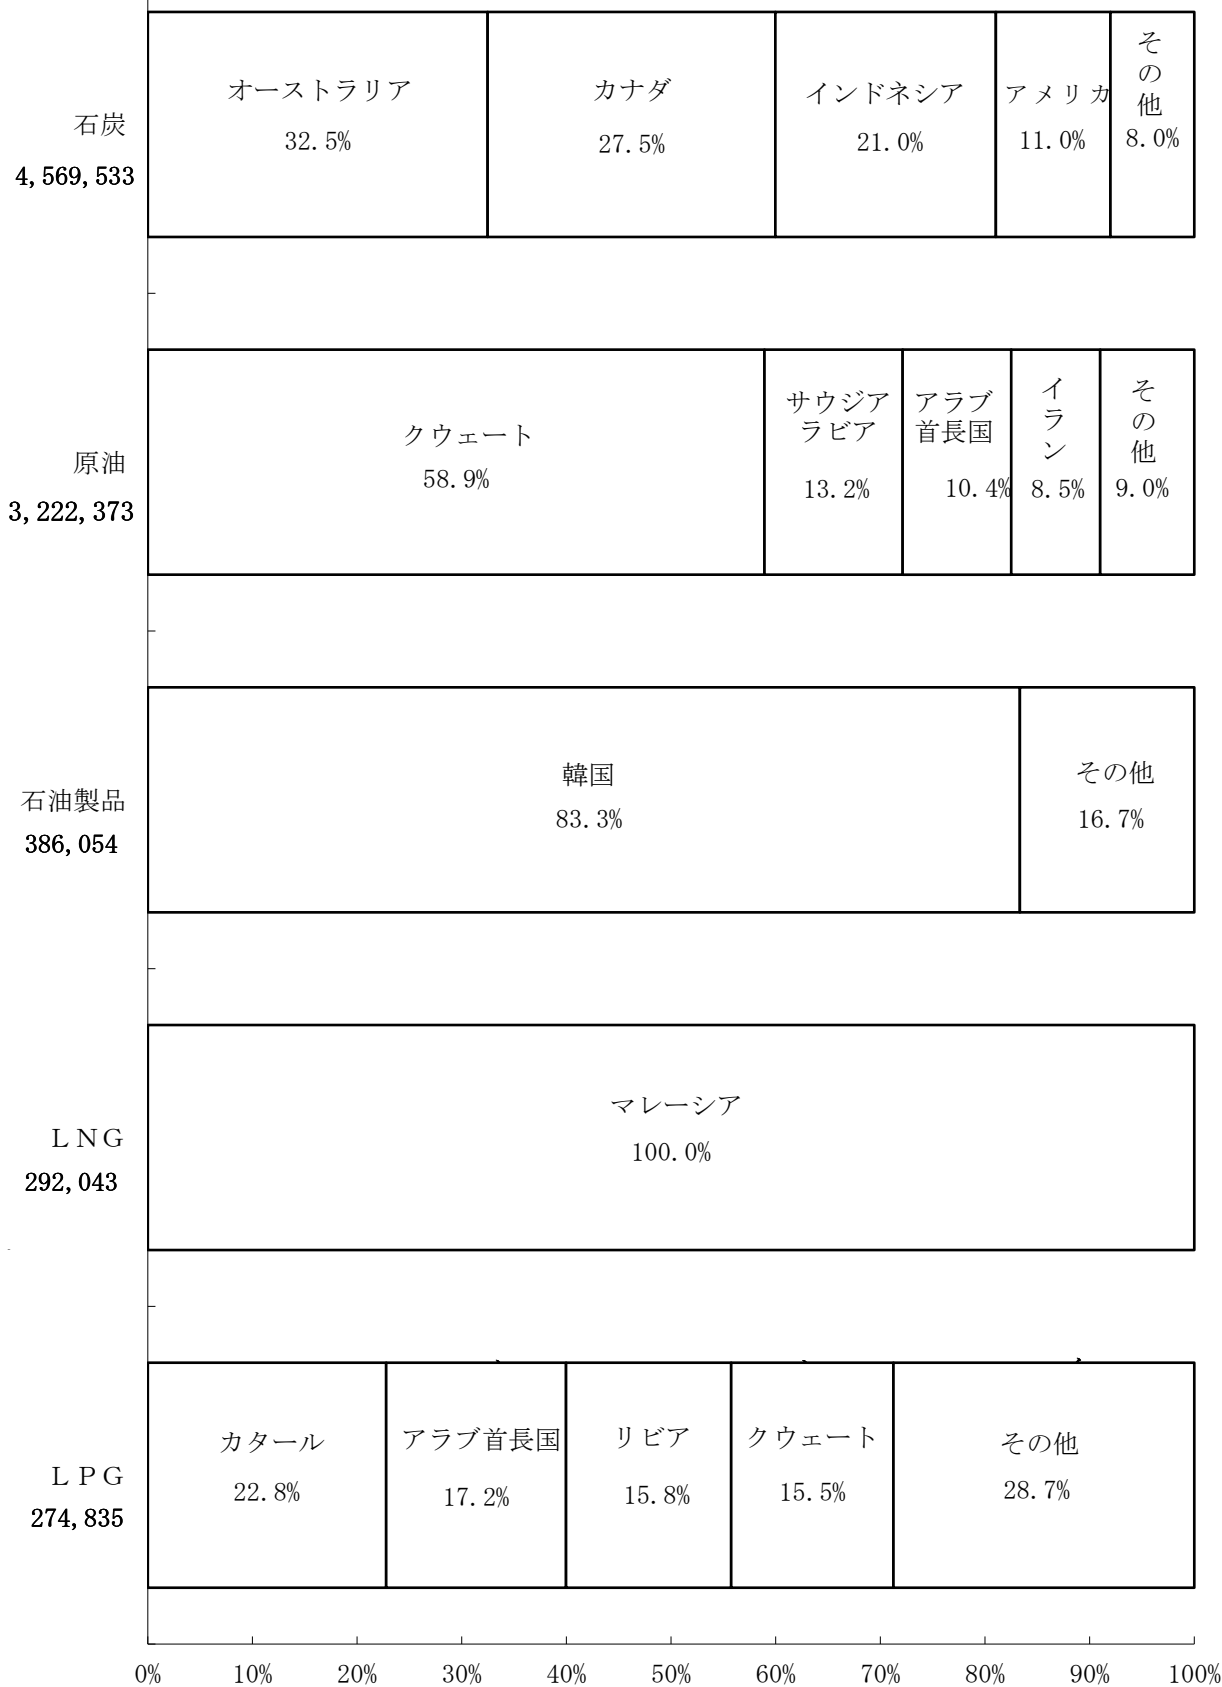 石炭
4,569,533
オーストラリア
32.5%
カナダ
27.5%
インドネシア
21.0%
アメリカ
11.0%
その他
8.0%
原油
3,222,373
クウェート
58.9%
サウジア
ラビア
13.2%
アラブ
首長国
10.4%
イラン
8.5%
その他
9.0%
石油製品
386,054
韓国
83.3%
その他
16.7%
ＬＮＧ
292,043
マレーシア
100.0%
ＬＰＧ
274,835
カタール
22.8%
アラブ首長国
17.2%
リビア
15.8%
クウェート
15.5%
その他
28.7%
0% 10% 20% 30% 40% 50% 60% 70% 80% 90% 100%